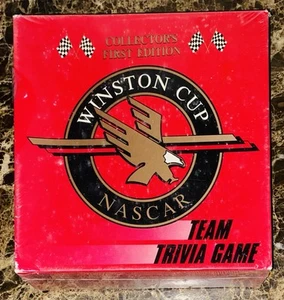 COLLECTORS
FIRST EDITION
WINSTON CUP
NASCAR
TEAM
TRIVIA GAME